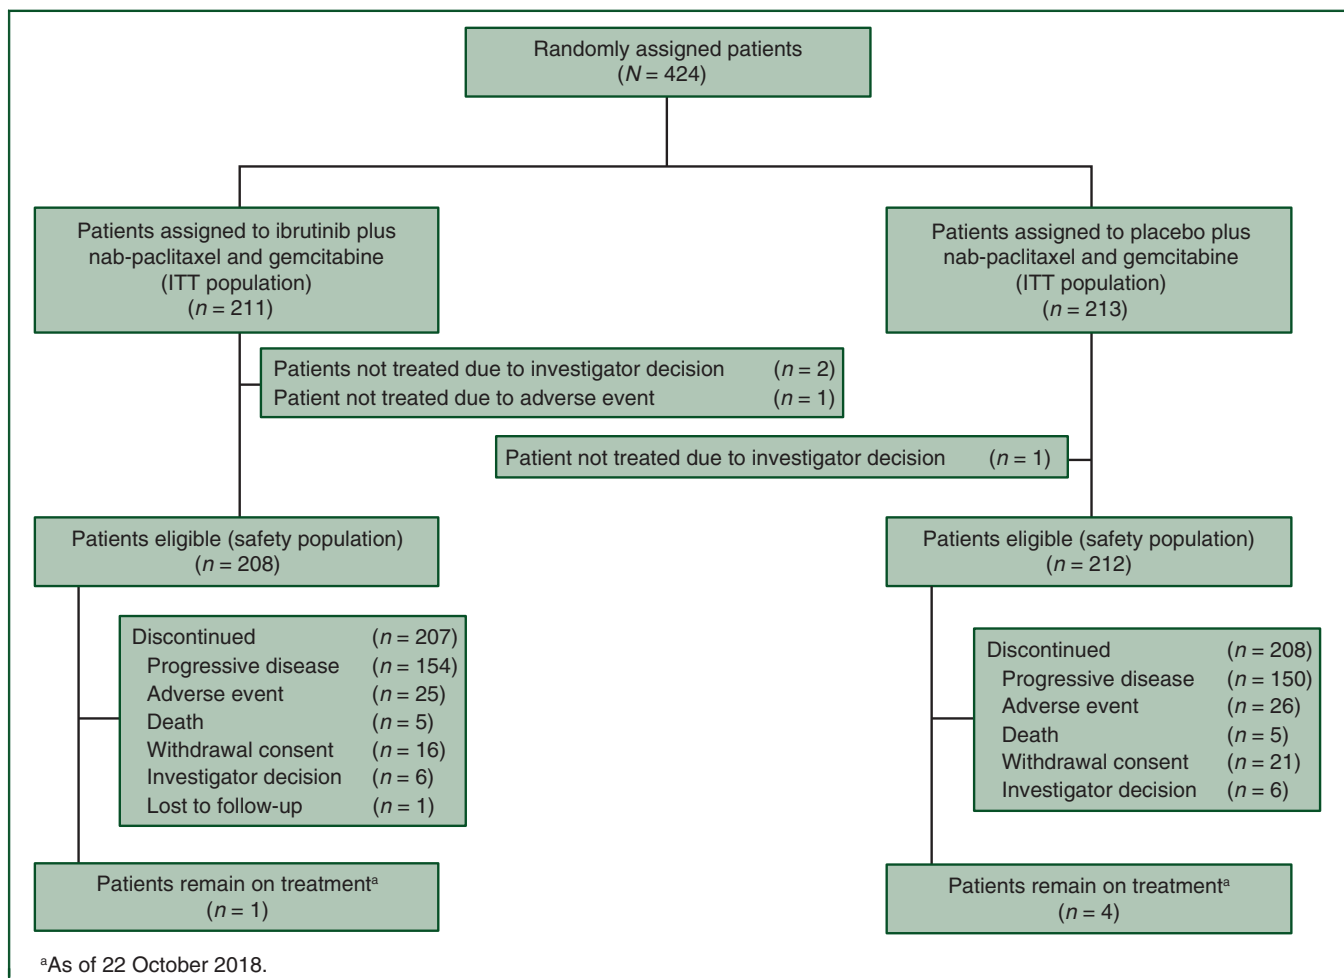 Randomly assigned patients
(N = 424)
Patients assigned to ibrutinib plus
nab-paclitaxel and gemcitabine
(ITT population)
(n = 211)
Patients assigned to placebo plus
nab-paclitaxel and gemcitabine
(ITT population)
(n = 213)
Patients not treated due to investigator decision (n = 2)
Patient not treated due to adverse event (n = 1)
Patient not treated due to investigator decision (n = 1)
Patients eligible (safety population)
(n = 208)
Patients eligible (safety population)
(n = 212)
Discontinued (n = 207)
Progressive disease (n = 154)
Adverse event (n = 25)
Death (n = 5)
Withdrawal consent (n = 16)
Investigator decision (n = 6)
Lost to follow-up (n = 1)
Discontinued (n = 208)
Progressive disease (n = 150)
Adverse event (n = 26)
Death (n = 5)
Withdrawal consent (n = 21)
Investigator decision (n = 6)
Patients remain on treatmentᵃ
(n = 1)
Patients remain on treatmentᵃ
(n = 4)
ᵃAs of 22 October 2018.